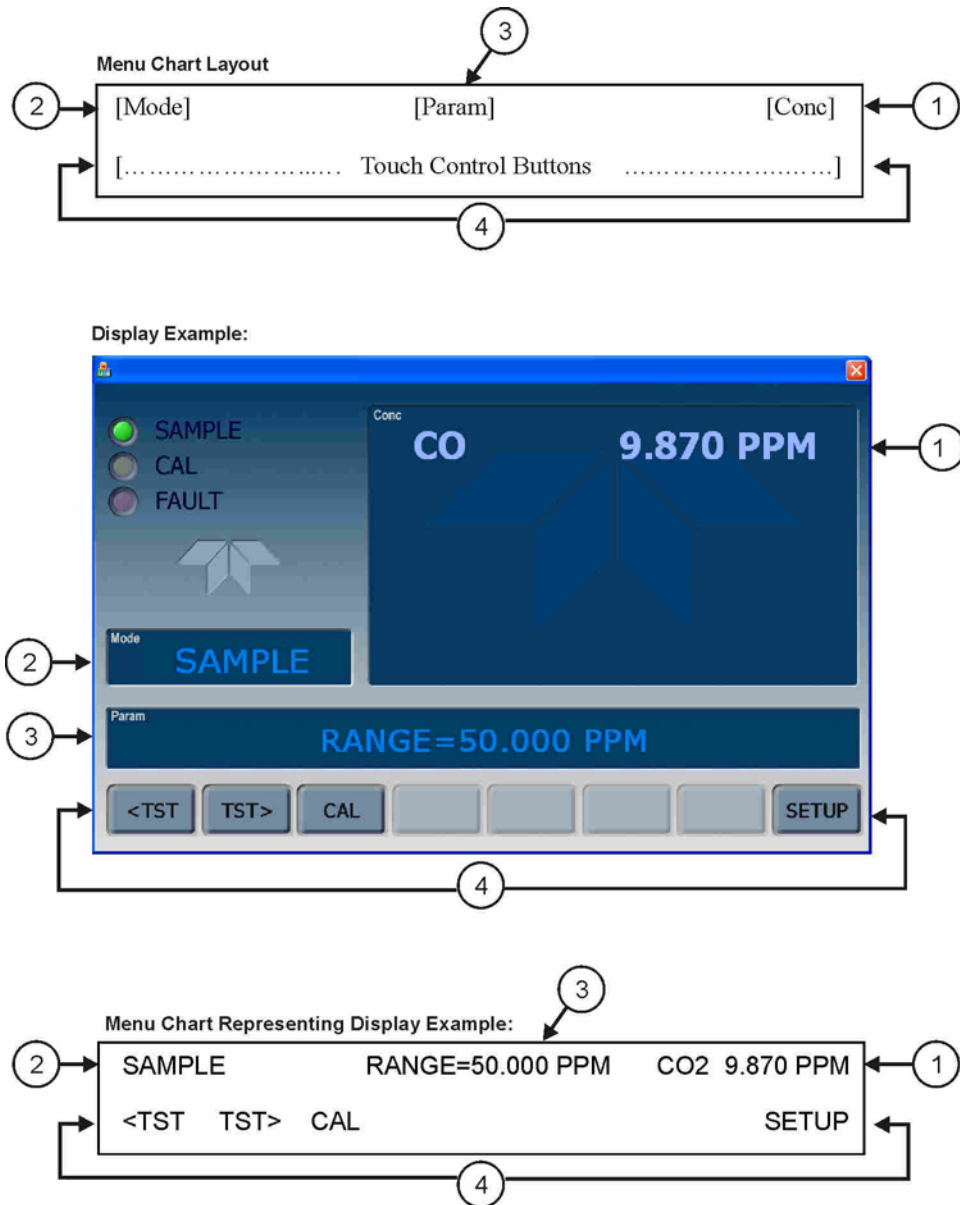 3
Menu Chart Layout
2 [Mode] [Param] [Conc] 1
[………………….....…. Touch Control Buttons ………….…….……]
4
Display Example:
SAMPLE
CAL
FAULT
Conc
CO 9.870 PPM 1
Mode
2 SAMPLE
Param
3 RANGE=50.000 PPM
<TST TST> CAL SETUP
4
3
Menu Chart Representing Display Example:
2 SAMPLE RANGE=50.000 PPM CO2 9.870 PPM 1
<TST TST> CAL SETUP
4